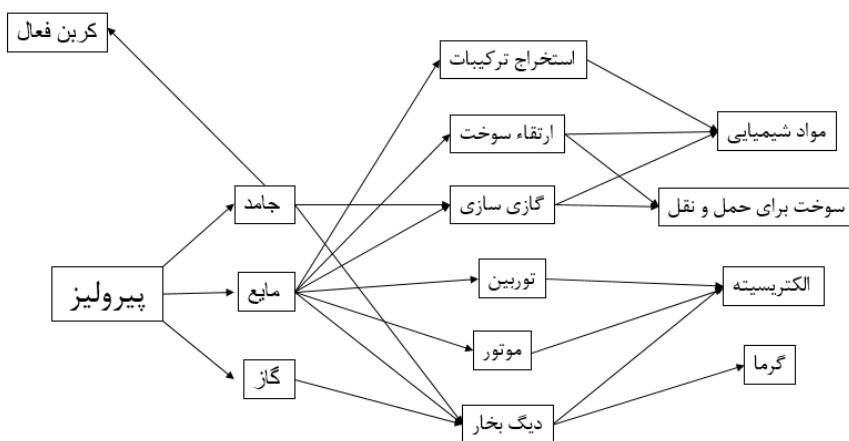 کربن فعال
استخراج ترکیبات
ارتقاء سوخت
مواد شیمیایی
جامد
گازی سازی
سوخت برای حمل و نقل
پیرولیز
مایع
توربین
الکتریسیته
گاز
موتور
گرما
دیگ بخار